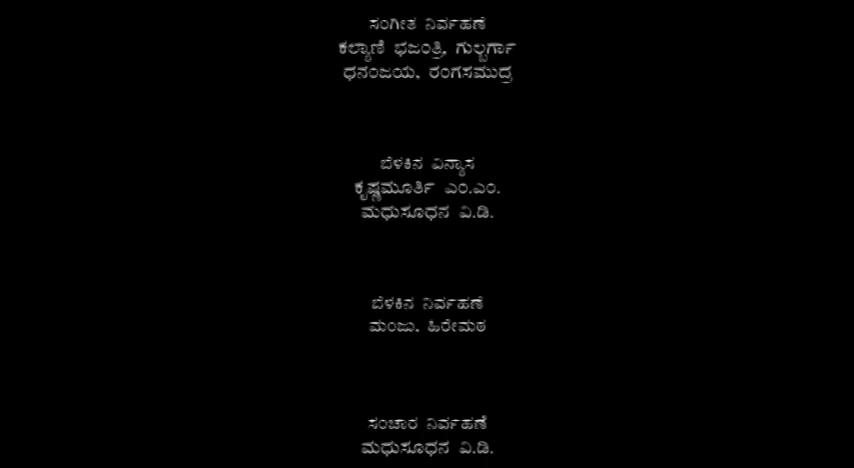 ಸಂಗೀತ ನಿರ್ವಹಣೆ
ಕಲ್ಯಾಣಿ ಭಜಂತ್ರಿ, ಗುಲ್ಬರ್ಗಾ
ಧನಂಜಯ, ರಂಗಸಮುದ್ರ
ಬೆಳಕಿನ ವಿನ್ಯಾಸ
ಕೃಷ್ಣಮೂರ್ತಿ ಎಂ.ಎಂ.
ಮಧುಸೂಧನ ವಿ.ಡಿ.
ಬೆಳಕಿನ ನಿರ್ವಹಣೆ
ಮಂಜು, ಹಿರೇಮಠ
ಸಂಚಾರ ನಿರ್ವಹಣೆ
ಮಧುಸೂಧನ ವಿ.ಡಿ.